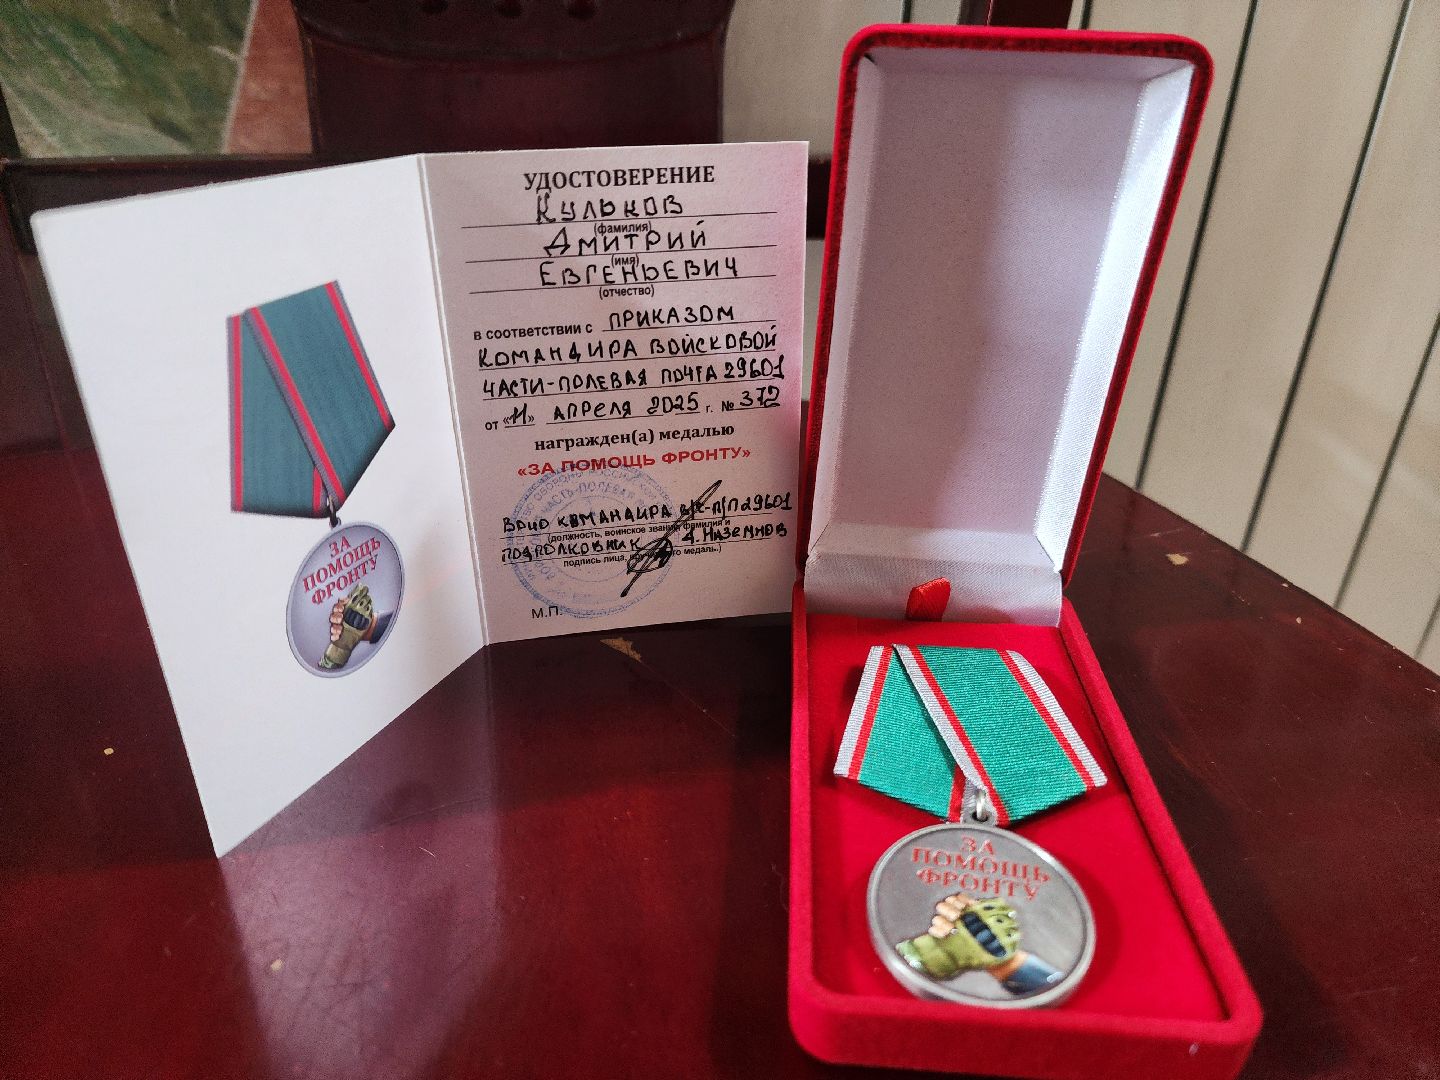 УДОСТОВЕРЕНИЕ
Кульков
(фамилия)
Дмитрий
(имя)
Евгеньевич
(отчество)
в соответствии с приказом
командира войсковой
части-полевая почта 29601
от «11» апреля 2025 г. № 372
награжден(а) медалью
«ЗА ПОМОЩЬ ФРОНТУ»
Врио командира в/ч-п/п 29601
(должность, воинское звание, фамилия и
подполковник А.Наземнов
подпись лица, медаль.)
М.П.
ЗА
ПОМОЩЬ
ФРОНТУ
ЗА
ПОМОЩЬ
ФРОНТУ